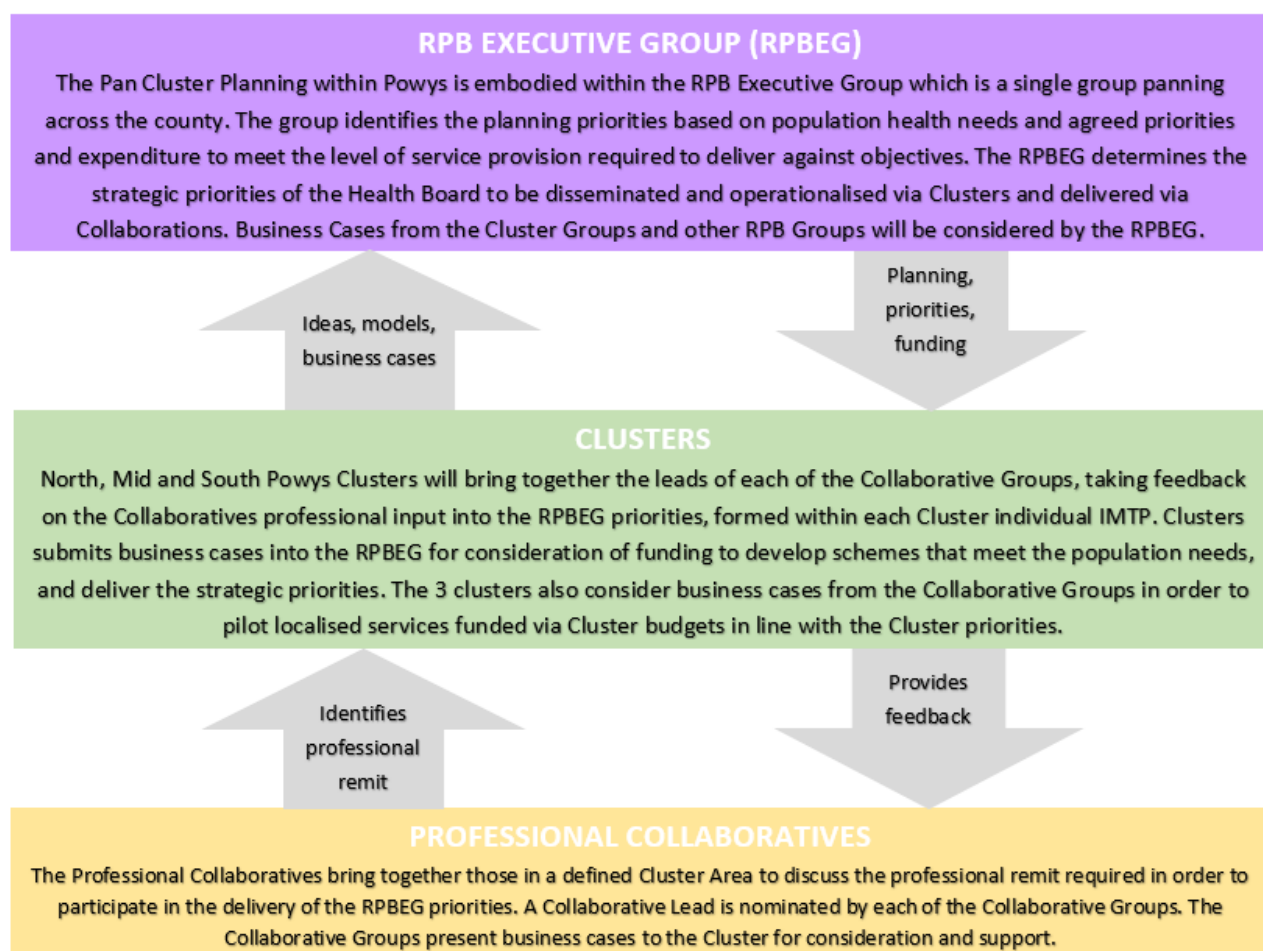 RPB EXECUTIVE GROUP (RPBEG)
The Pan Cluster Planning within Powys is embodied within the RPB Executive Group which is a single group panning
across the county. The group identifies the planning priorities based on population health needs and agreed priorities
and expenditure to meet the level of service provision required to deliver against objectives. The RPBEG determines the
strategic priorities of the Health Board to be disseminated and operationalised via Clusters and delivered via
Collaborations. Business Cases from the Cluster Groups and other RPB Groups will be considered by the RPBEG.
Ideas, models,
business cases
Planning,
priorities,
funding
CLUSTERS
North, Mid and South Powys Clusters will bring together the leads of each of the Collaborative Groups, taking feedback
on the Collaboratives professional input into the RPBEG priorities, formed within each Cluster individual IMTP. Clusters
submits business cases into the RPBEG for consideration of funding to develop schemes that meet the population needs,
and deliver the strategic priorities. The 3 clusters also consider business cases from the Collaborative Groups in order to
pilot localised services funded via Cluster budgets in line with the Cluster priorities.
Identifies
professional
remit
Provides
feedback
PROFESSIONAL COLLABORATIVES
The Professional Collaboratives bring together those in a defined Cluster Area to discuss the professional remit required in order to
participate in the delivery of the RPBEG priorities. A Collaborative Lead is nominated by each of the Collaborative Groups. The
Collaborative Groups present business cases to the Cluster for consideration and support.